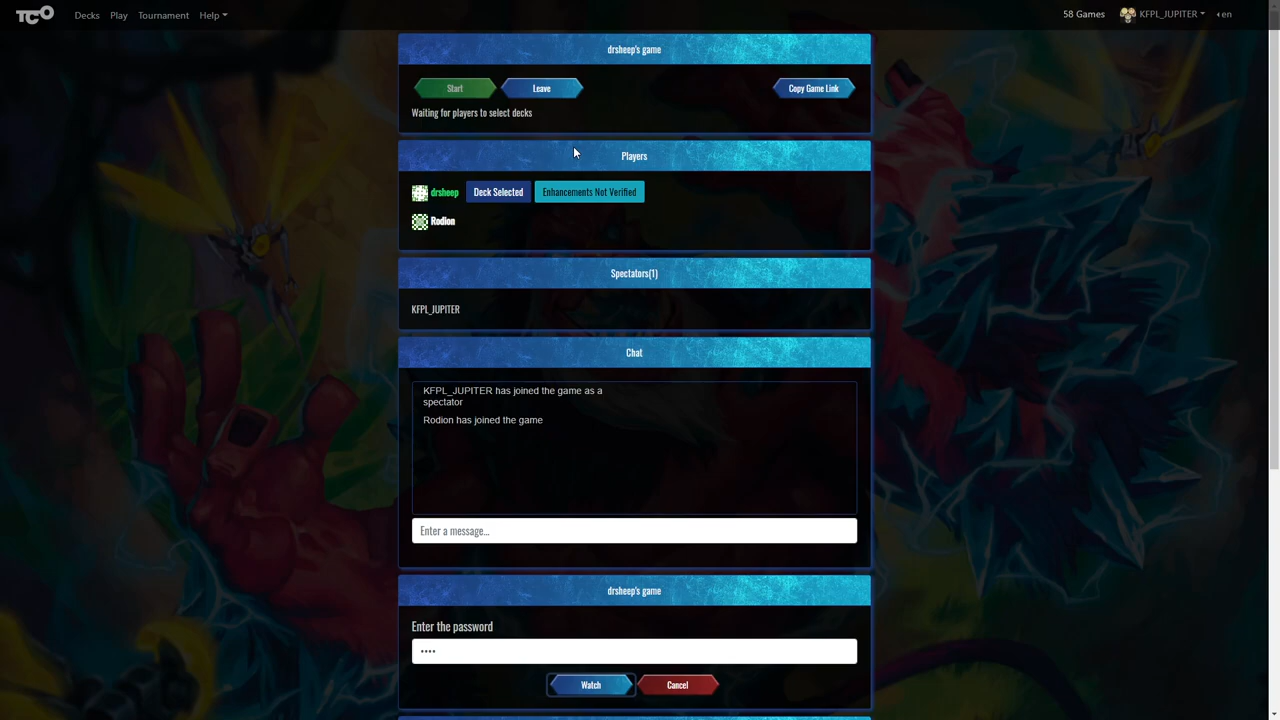 TCO Decks Play Tournament Help 58 Games KFPL_JUPITER en
drsheep's game
Start Leave Copy Game Link
Waiting for players to select decks
Players
drsheep Deck Selected Enhancements Not Verified
Rodion
Spectators(1)
KFPL_JUPITER
Chat
KFPL_JUPITER has joined the game as a
spectator
Rodion has joined the game
Enter a message...
drsheep's game
Enter the password
••••
Watch Cancel